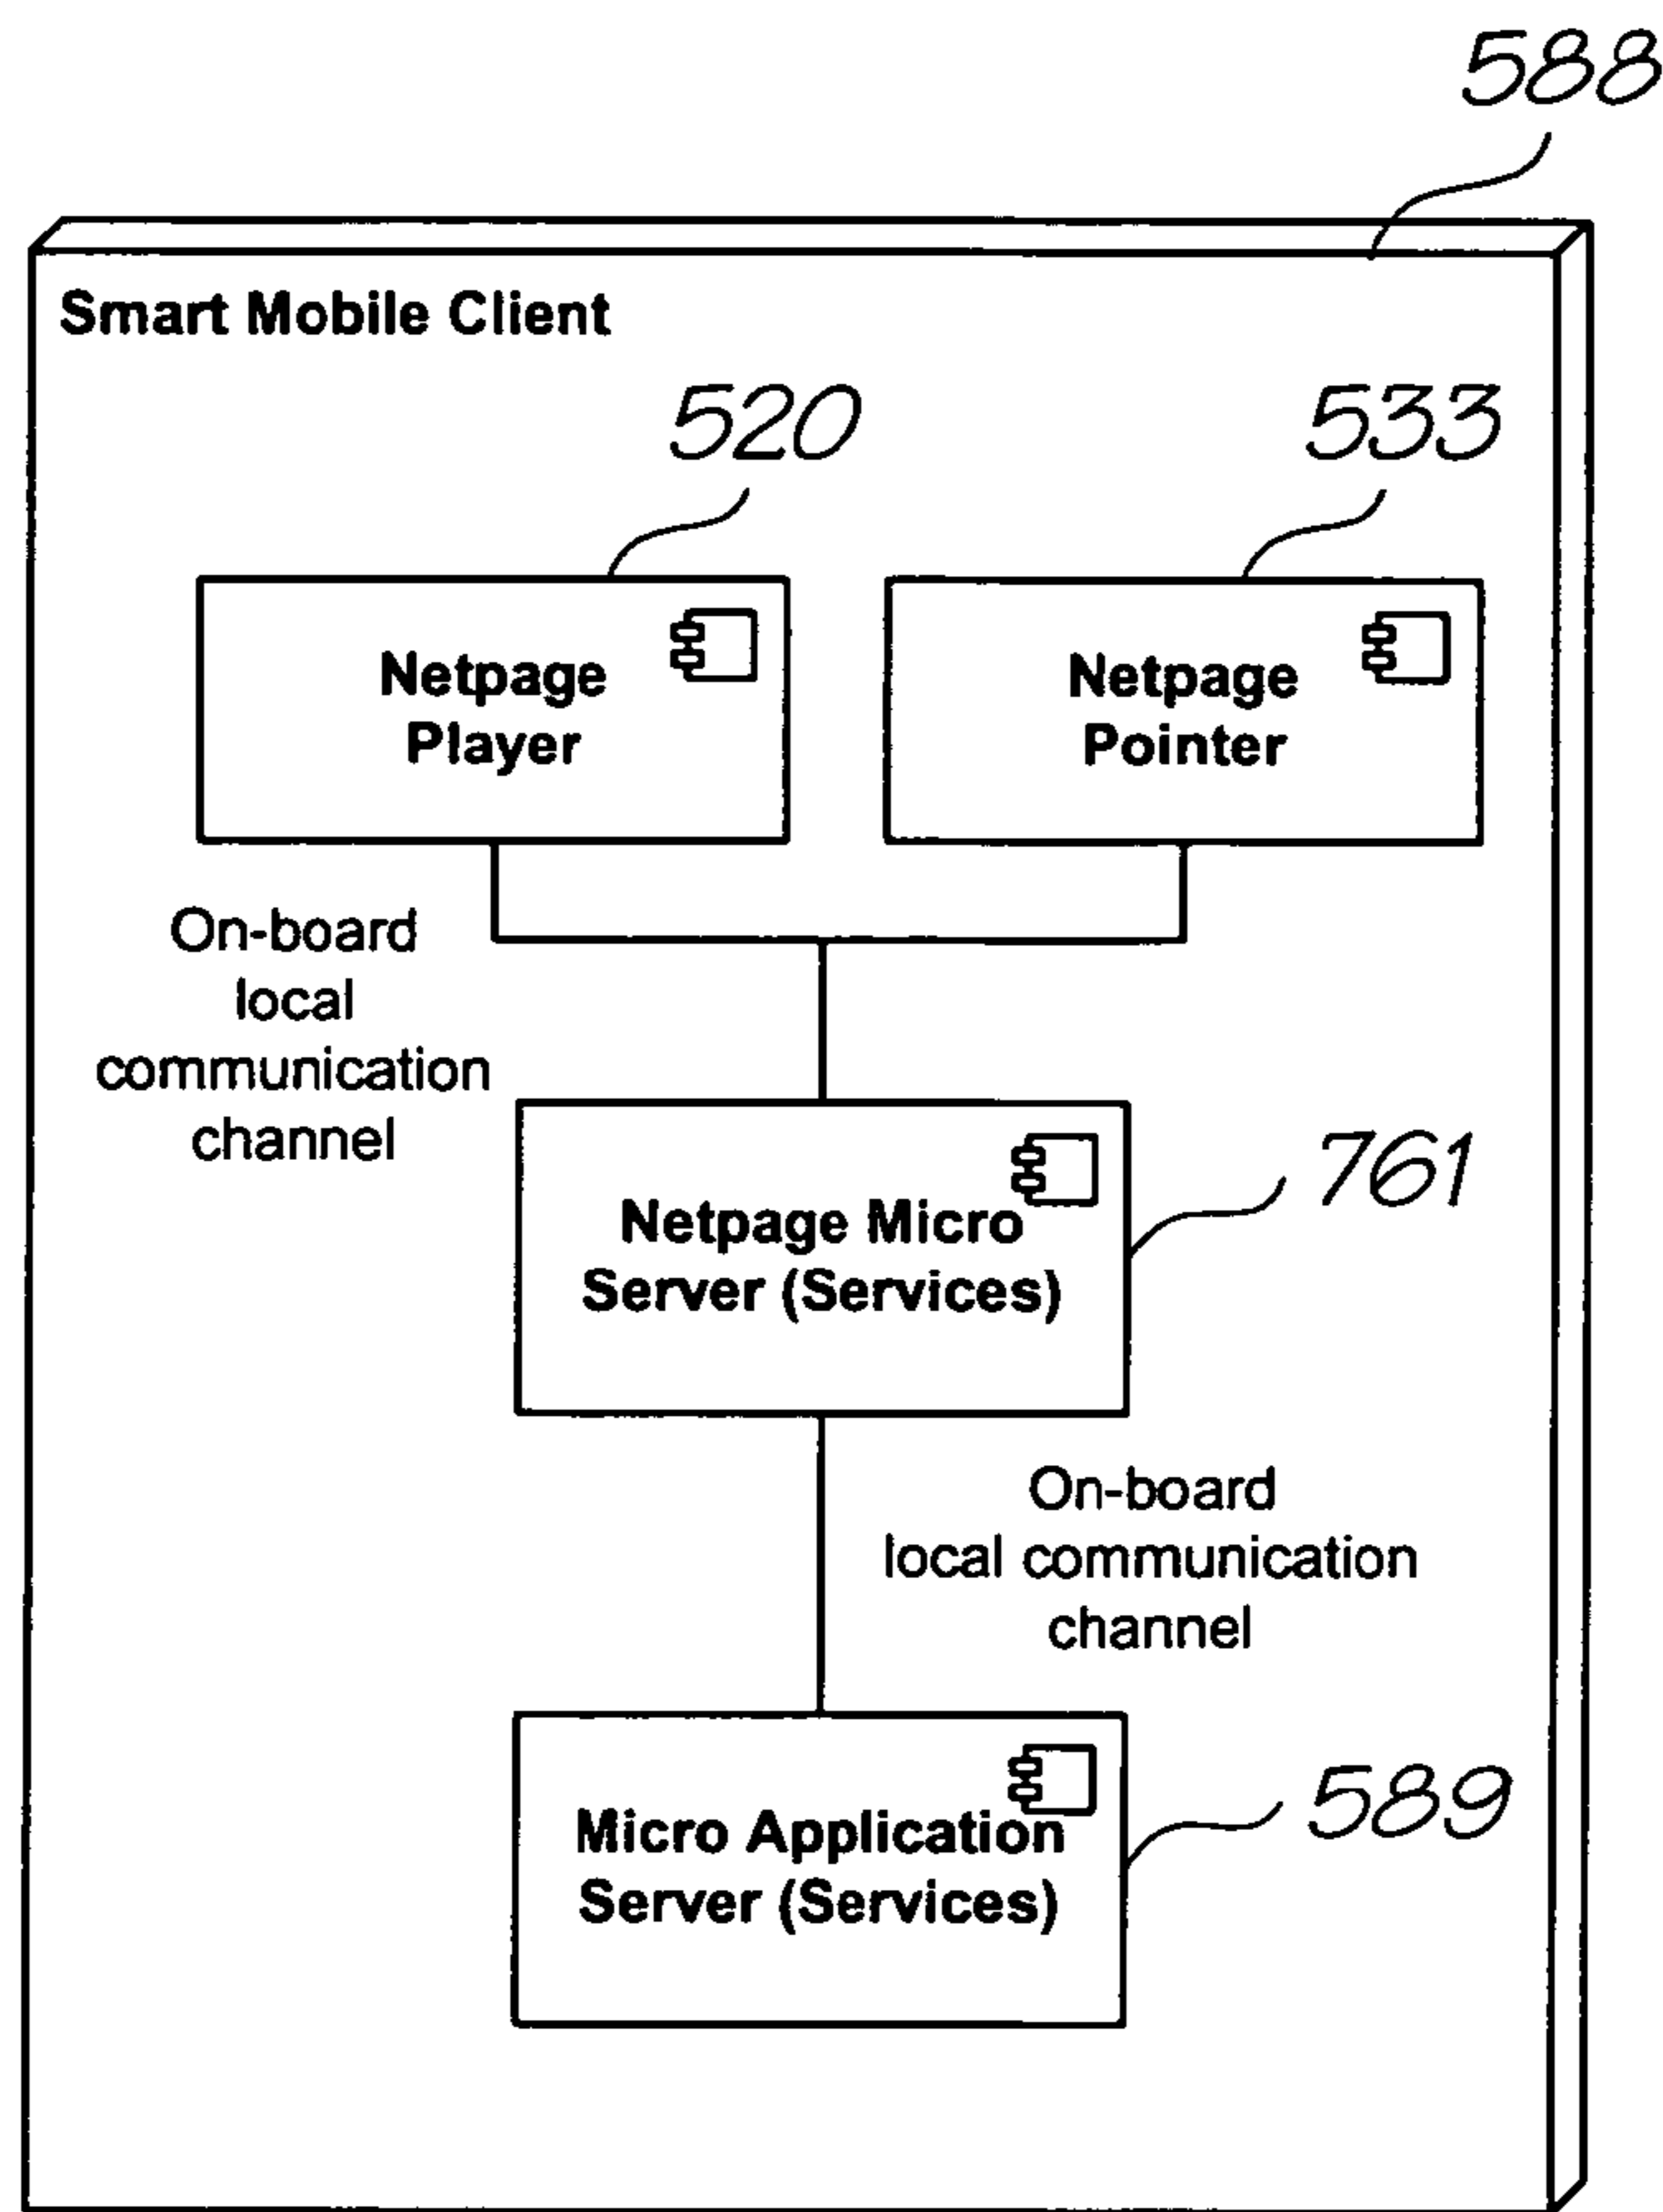 588
Smart Mobile Client
520
533
Netpage
Player
Netpage
Pointer
On-board
local
communication
channel
Netpage Micro
Server (Services)
761
On-board
local communication
channel
Micro Application
Server (Services)
589